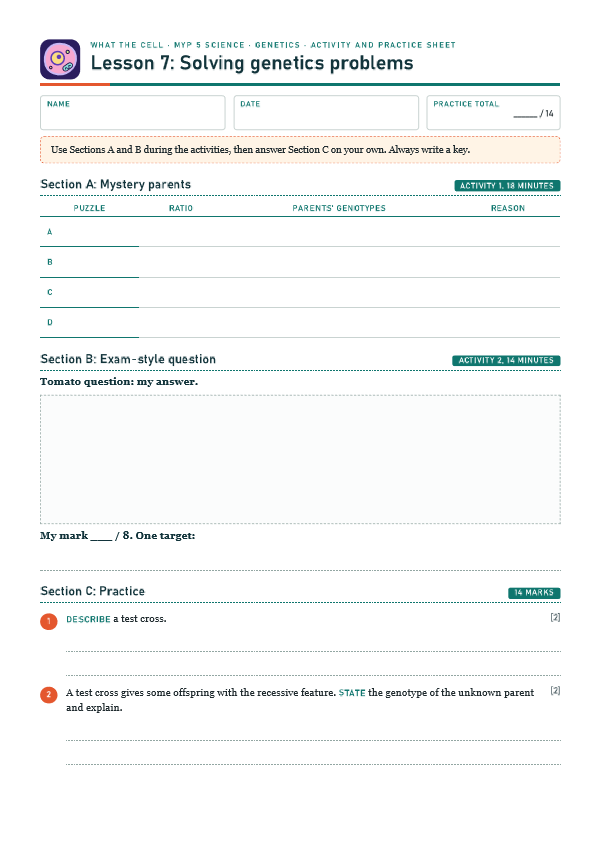 WHAT THE CELL · MYP 5 SCIENCE · GENETICS · ACTIVITY AND PRACTICE SHEET
Lesson 7: Solving genetics problems
NAME
DATE
PRACTICE TOTAL
_____ / 14
Use Sections A and B during the activities, then answer Section C on your own. Always write a key.
Section A: Mystery parents
ACTIVITY 1, 18 MINUTES
PUZZLE RATIO PARENTS' GENOTYPES REASON
A
B
C
D
Section B: Exam-style question
ACTIVITY 2, 14 MINUTES
Tomato question: my answer.
My mark ____ / 8. One target:
Section C: Practice
14 MARKS
1 DESCRIBE a test cross. [2]
2 A test cross gives some offspring with the recessive feature. STATE the genotype of the unknown parent [2]
and explain.